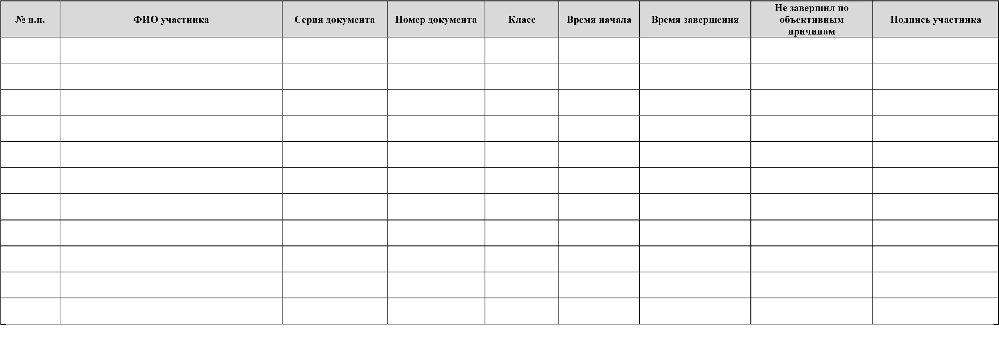 № п.п.
ФИО участника
Серия документа
Номер документа
Класс
Время начала
Время завершения
Не завершил по
объективным
причинам
Подпись участника